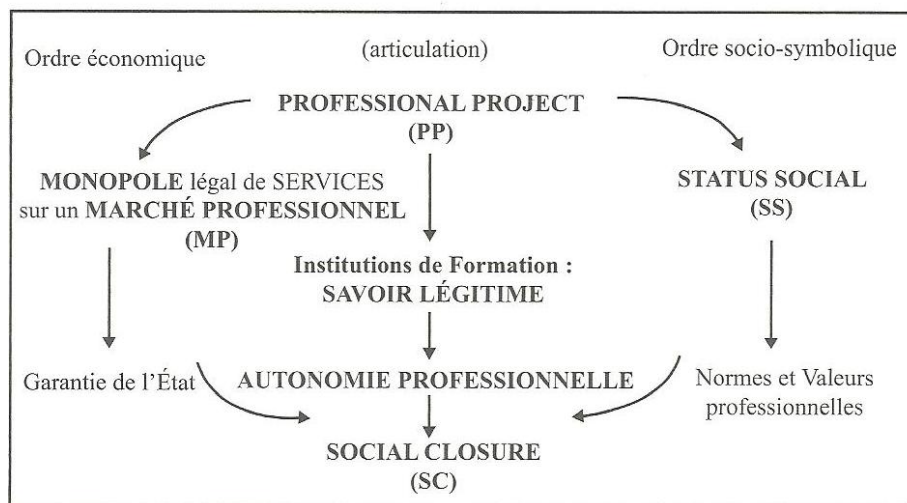 Ordre économique
(articulation)
Ordre socio-symbolique
PROFESSIONAL PROJECT
(PP)
MONOPOLE légal de SERVICES
sur un MARCHÉ PROFESSIONNEL
(MP)
STATUS SOCIAL
(SS)
Institutions de Formation :
SAVOIR LÉGITIME
Garantie de l'État
AUTONOMIE PROFESSIONNELLE
Normes et Valeurs
professionnelles
SOCIAL CLOSURE
(SC)